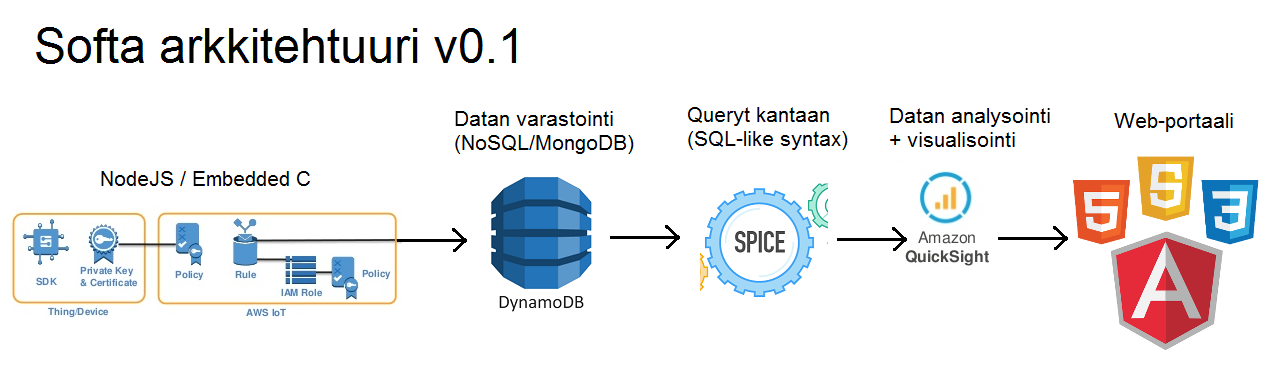 Softa arkkitehtuuri v0.1
NodeJS / Embedded C
SDK
Private Key
& Certificate
Thing/Device
Policy
Rule
IAM Role
Policy
AWS IoT
Datan varastointi
(NoSQL/MongoDB)
DynamoDB
Queryt kantaan
(SQL-like syntax)
SPICE
Datan analysointi
+ visualisointi
Amazon
QuickSight
Web-portaali
5
5
3
A